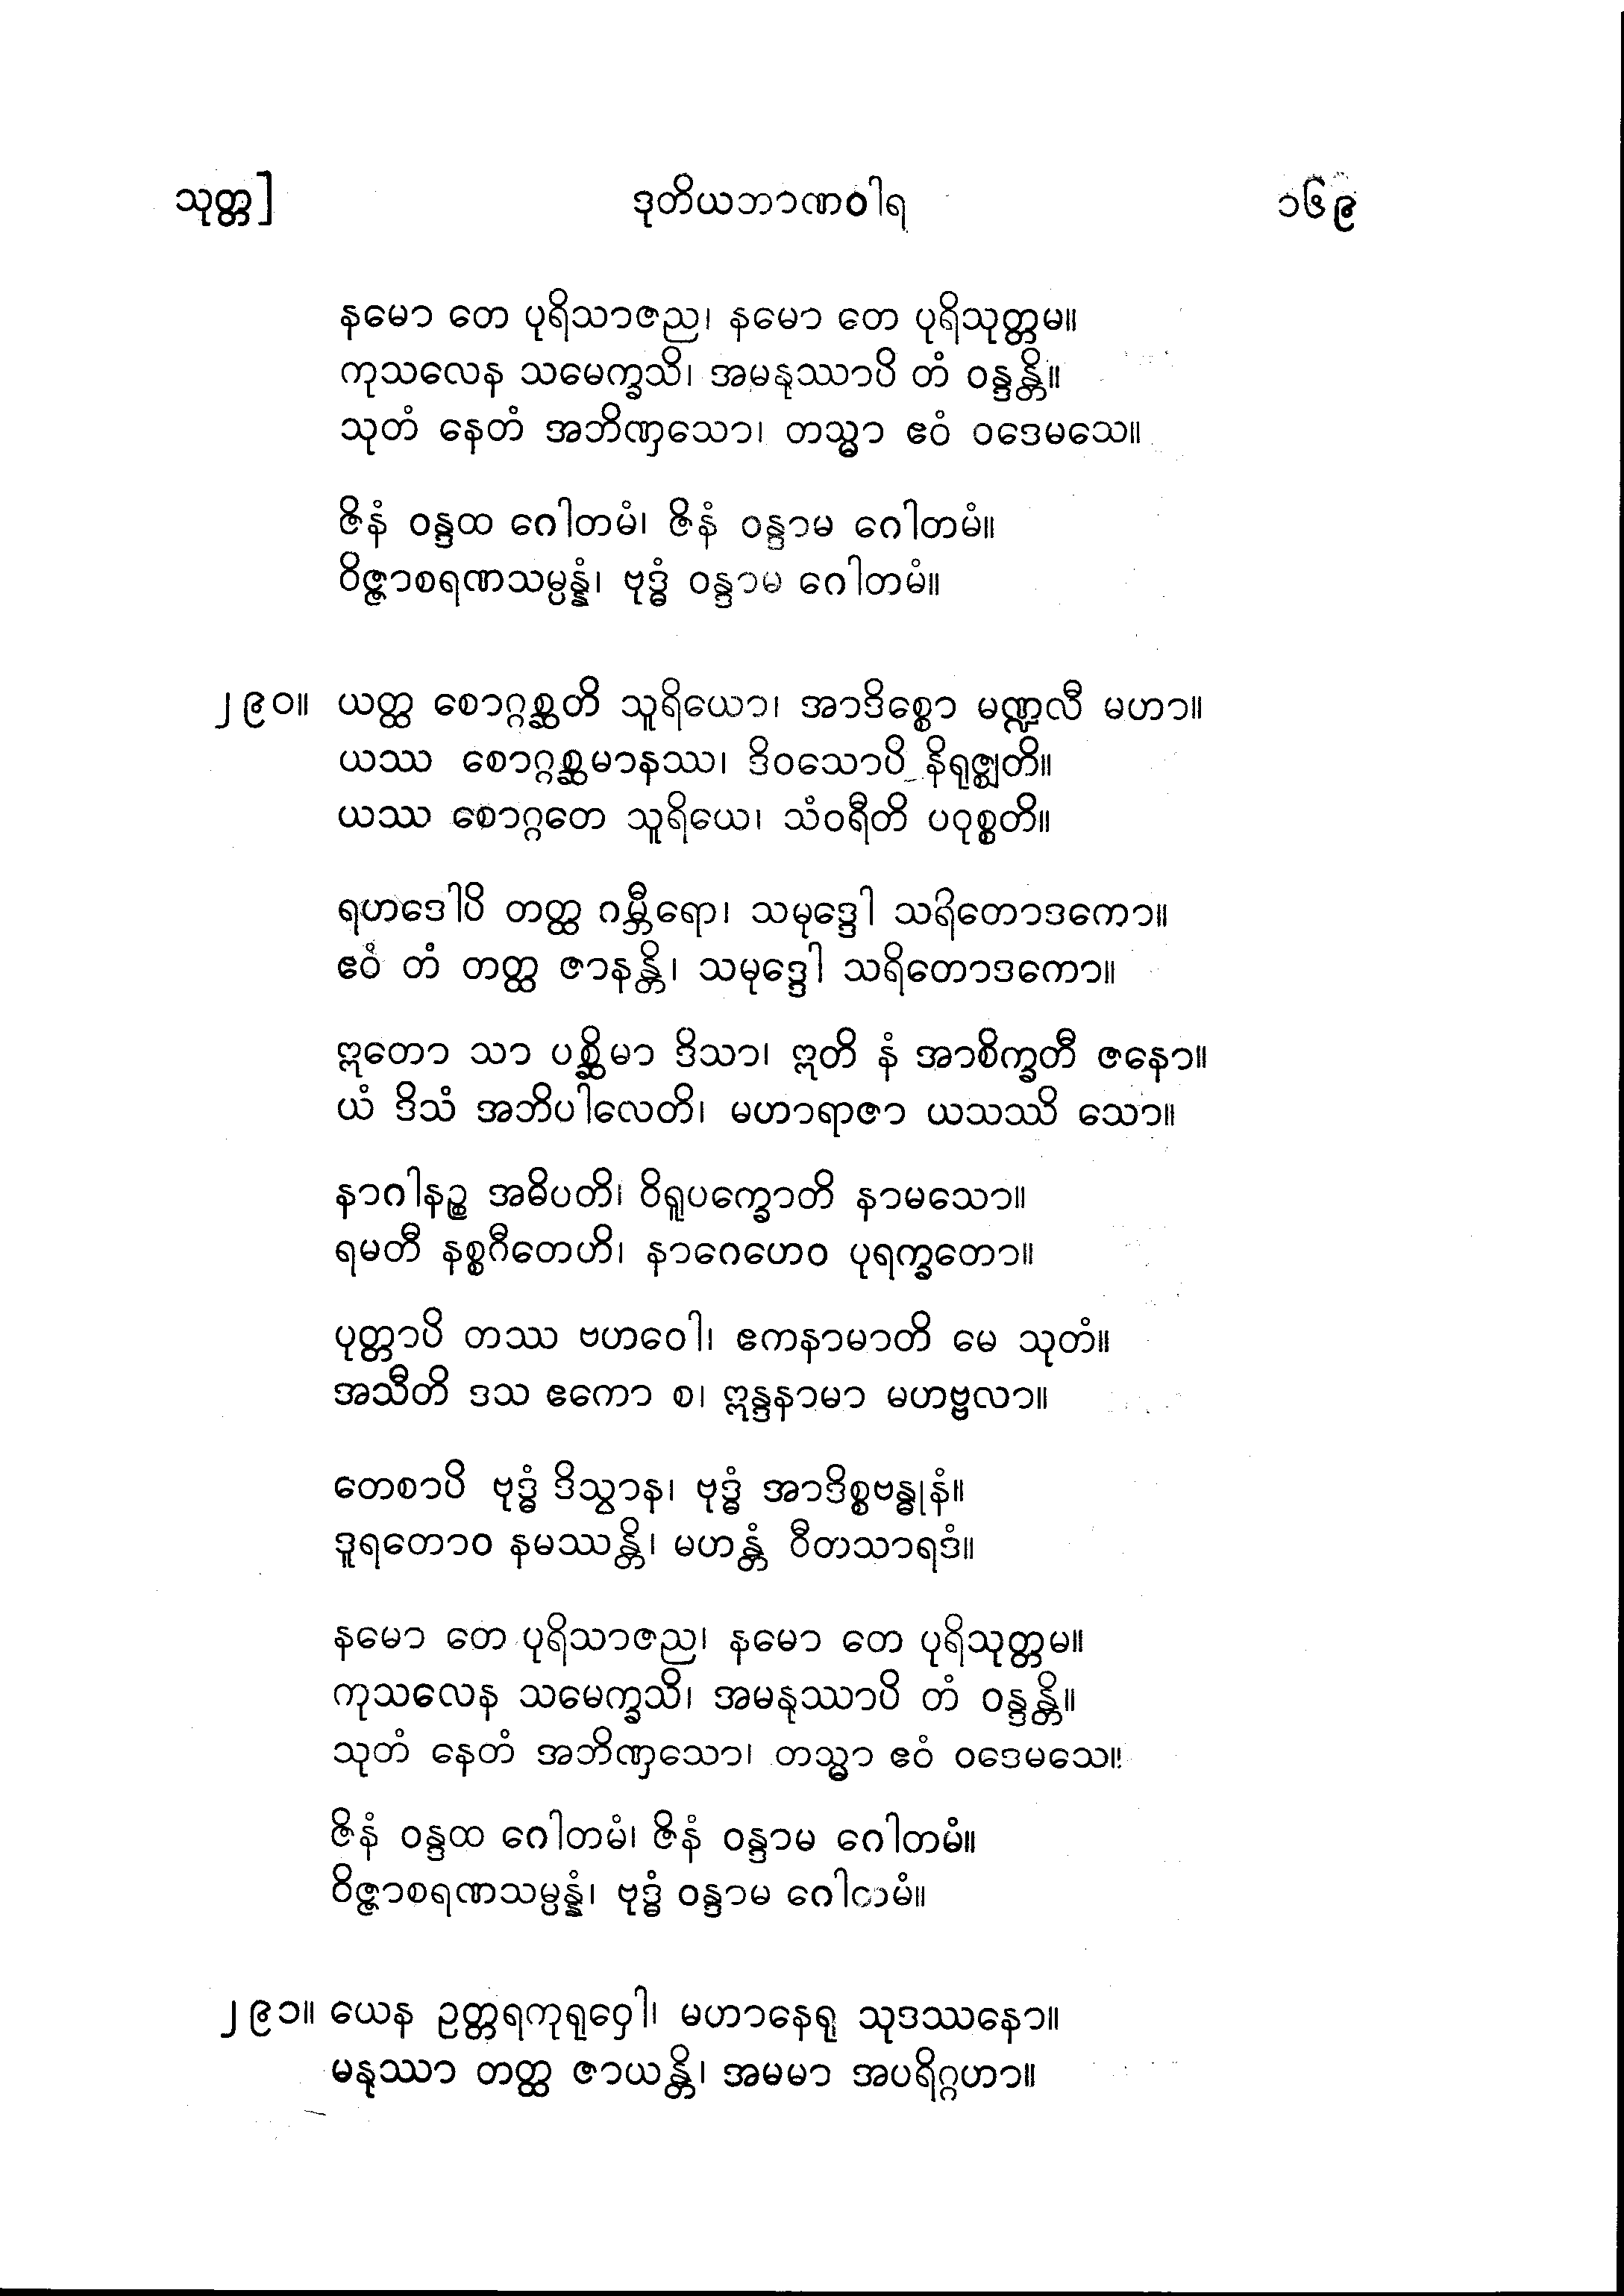 သုတ္တ] ဒုတိယဘာဏဝါရ ၁၆၉
နမော တေ ပုရိသာဇည၊ နမော တေ ပုရိသုတ္တမ။
ကုသလေန သမေက္ခသိ၊ အမနုဿာပိ တံ ဝန္ဒန္တိ။
သုတံ နေတံ အဘိဏှသော၊ တသ္မာ ဧဝံ ဝဒေမသေ။
ဇိနံ ဝန္ဒထ ဂေါတမံ၊ ဇိနံ ဝန္ဒာမ ဂေါတမံ။
ဝိဇ္ဇာစရဏသမ္ပန္နံ၊ ဗုဒ္ဓံ ဝန္ဒာမ ဂေါတမံ။
၂၉၀။ ယတ္ထ စောဂ္ဂစ္ဆတိ သူရိယော၊ အာဒိစ္စော မဏ္ဍလီ မဟာ။
ယဿ စောဂ္ဂစ္ဆမာနဿ၊ ဒိဝသောပိ နိရုဇ္ဈတိ။
ယဿ စောဂ္ဂတေ သူရိယေ၊ သံဝရီတိ ပဝုစ္စတိ။
ရဟဒေါပိ တတ္ထ ဂမ္ဘီရော၊ သမုဒ္ဒေါ သရိတောဒကော။
ဧဝံ တံ တတ္ထ ဇာနန္တိ၊ သမုဒ္ဒေါ သရိတောဒကော။
ဣတော သာ ပစ္ဆိမာ ဒိသာ၊ ဣတိ နံ အာစိက္ခတီ ဇနော။
ယံ ဒိသံ အဘိပါလေတိ၊ မဟာရာဇာ ယသဿိ သော။
နာဂါနဉ္စ အဓိပတိ၊ ဝိရူပက္ခောတိ နာမသော။
ရမတီ နစ္စဂီတေဟိ၊ နာဂေဟေဝ ပုရက္ခတော။
ပုတ္တာပိ တဿ ဗဟဝေါ၊ ဧကနာမာတိ မေ သုတံ။
အသီတိ ဒသ ဧကော စ၊ ဣန္ဒနာမာ မဟဗ္ဗလာ။
တေစာပိ ဗုဒ္ဓံ ဒိသွာန၊ ဗုဒ္ဓံ အာဒိစ္စဗန္ဓုနံ။
ဒူရတောဝ နမဿန္တိ၊ မဟန္တံ ဝီတသာရဒံ။
နမော တေ ပုရိသာဇည၊ နမော တေ ပုရိသုတ္တမ။
ကုသလေန သမေက္ခသိ၊ အမနုဿာပိ တံ ဝန္ဒန္တိ။
သုတံ နေတံ အဘိဏှသော၊ တသ္မာ ဧဝံ ဝဒေမသေ။
ဇိနံ ဝန္ဒထ ဂေါတမံ၊ ဇိနံ ဝန္ဒာမ ဂေါတမံ။
ဝိဇ္ဇာစရဏသမ္ပန္နံ၊ ဗုဒ္ဓံ ဝန္ဒာမ ဂေါတမံ။
၂၉၁။ ယေန ဥတ္တရကုရုဝှေါ၊ မဟာနေရု သုဒဿနော။
မနုဿာ တတ္ထ ဇာယန္တိ၊ အမမာ အပရိဂ္ဂဟာ။